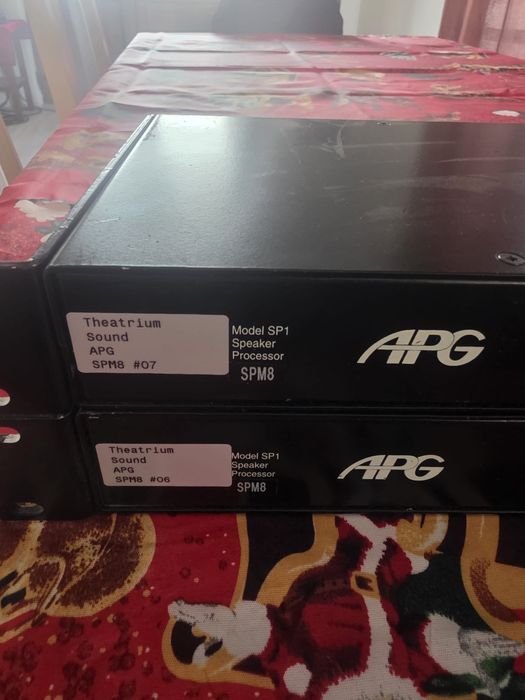 Theatrium
Sound
APG
SPM8 #07
Model SP1
Speaker
Processor
SPM8
APG
Theatrium
Sound
APG
SPM8 #06
Model SP1
Speaker
Processor
SPM8
APG